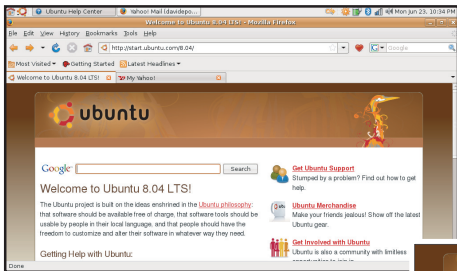 Ubuntu Help Center
Yahoo! Mail (davidepo...
Mon Jun 23, 10:34 PM
Welcome to Ubuntu 8.04 LTS! - Mozilla Firefox
File Edit View History Bookmarks Tools Help
http://start.ubuntu.com/8.04/
Google
Most Visited
Getting Started
Latest Headlines
Welcome to Ubuntu 8.04 LTS!
My Yahoo!
ubuntu
Google
Search
Welcome to Ubuntu 8.04 LTS!
The Ubuntu project is built on the ideas enshrined in the Ubuntu philosophy:
that software should be available free of charge, that software tools should be
usable by people in their local language, and that people should have the
freedom to customize and alter their software in whatever way they need.
Getting Help with Ubuntu:
Get Ubuntu Support
Stumped by a problem? Find out how to get
help.
Ubuntu Merchandise
Make your friends jealous! Show off the latest
Ubuntu gear.
Get Involved with Ubuntu
Ubuntu is also a community with limitless
Done